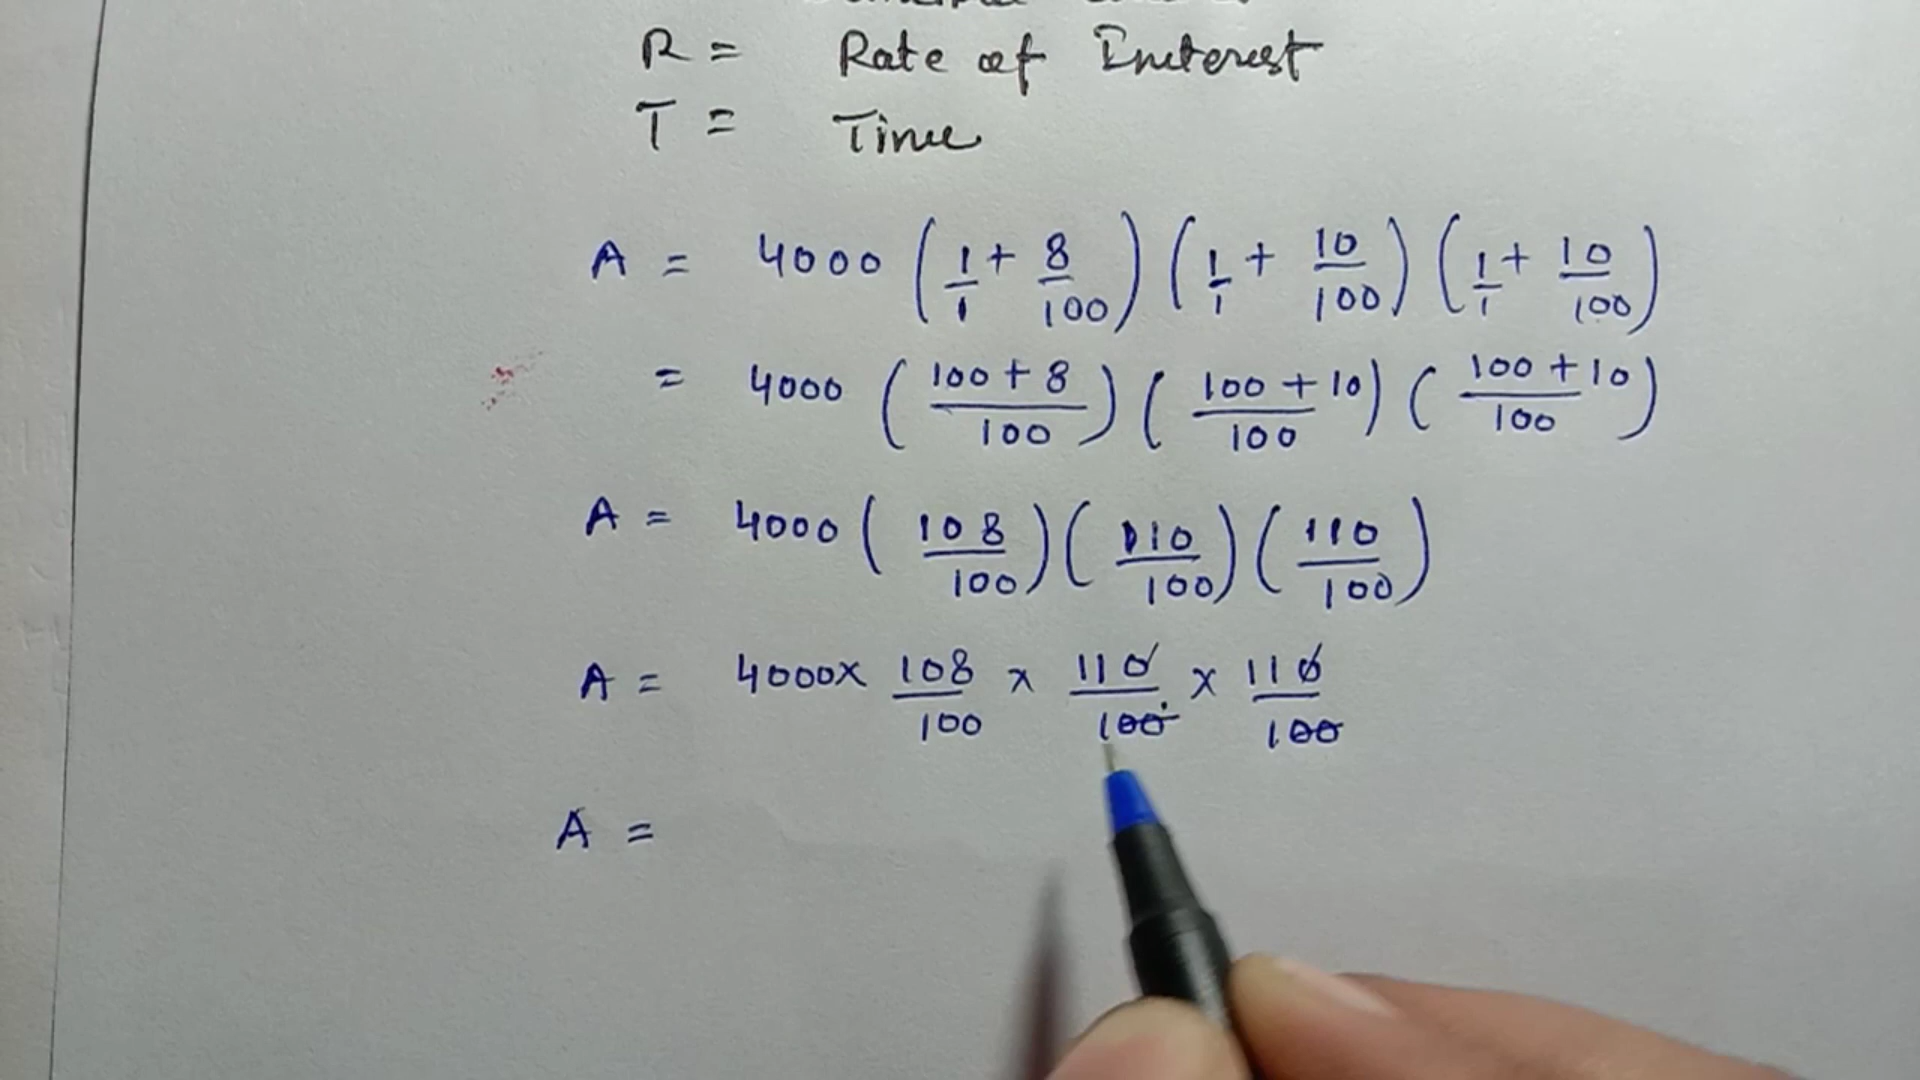 R = Rate of Interest
T = Time
A = 4000 (1/1 + 8/100) (1/1 + 10/100) (1/1 + 10/100)
= 4000 (100 + 8/100) (100 + 10/100) (100 + 10/100)
A = 4000 (108/100) (110/100) (110/100)
A = 4000 x 108/100 x 110/100 x 110/100
A =